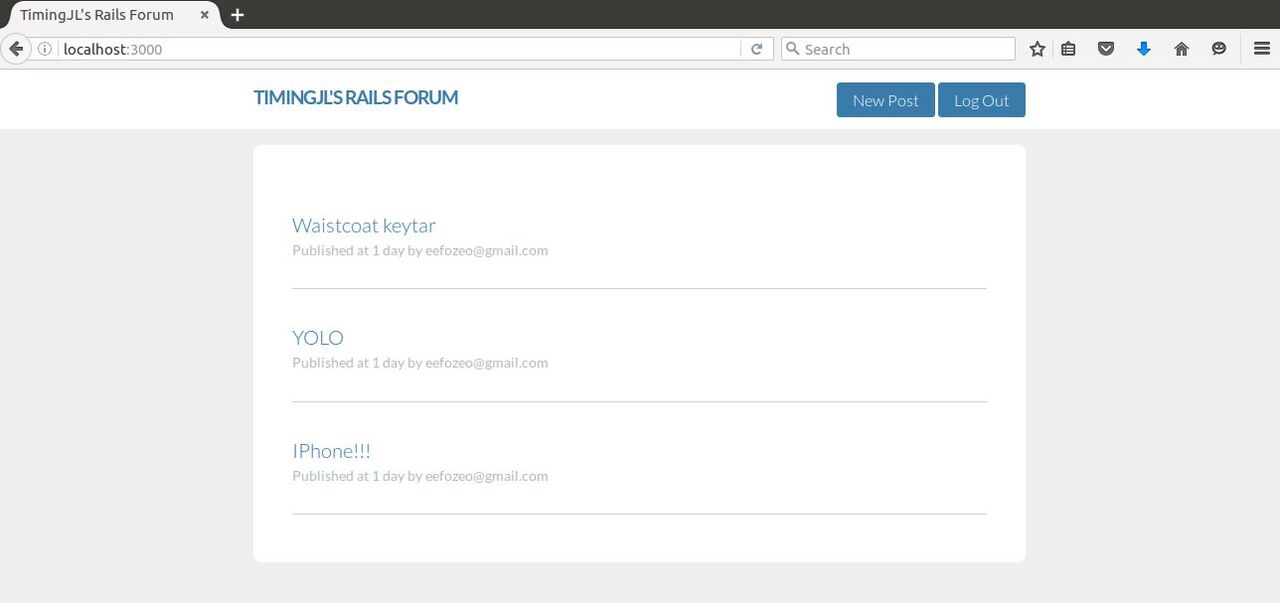 TimingJL's Rails Forum
localhost:3000
Search
TIMINGJL'S RAILS FORUM
New Post
Log Out
Waistcoat keytar
Published at 1 day by eefozeo@gmail.com
YOLO
Published at 1 day by eefozeo@gmail.com
IPhone!!!
Published at 1 day by eefozeo@gmail.com